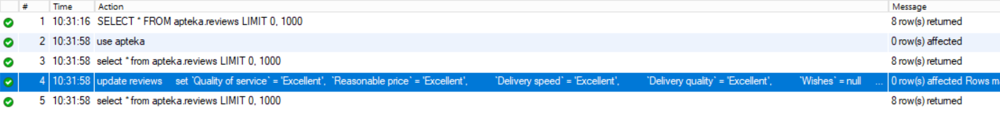 # Time Action Message
1 10:31:16 SELECT * FROM apteka.reviews LIMIT 0, 1000 8 row(s) returned
2 10:31:58 use apteka 0 row(s) affected
3 10:31:58 select * from apteka.reviews LIMIT 0, 1000 8 row(s) returned
4 10:31:58 update reviews set `Quality of service` = 'Excellent', `Reasonable price` = 'Excellent', `Delivery speed` = 'Excellent', `Delivery quality` = 'Excellent', `Wishes` = null ... 0 row(s) affected Rows
5 10:31:58 select * from apteka.reviews LIMIT 0, 1000 8 row(s) returned